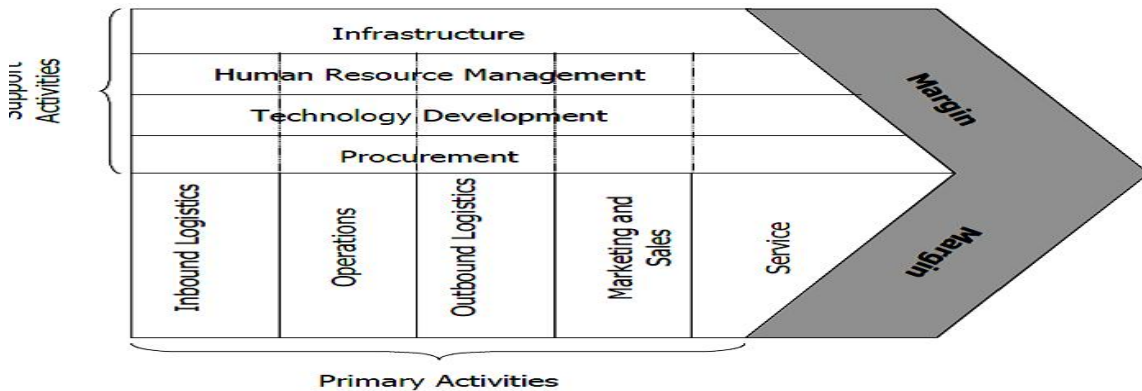 Support
Activities
Infrastructure
Human Resource Management
Technology Development
Procurement
Inbound Logistics
Operations
Outbound Logistics
Marketing and
Sales
Service
Margin
Margin
Primary Activities